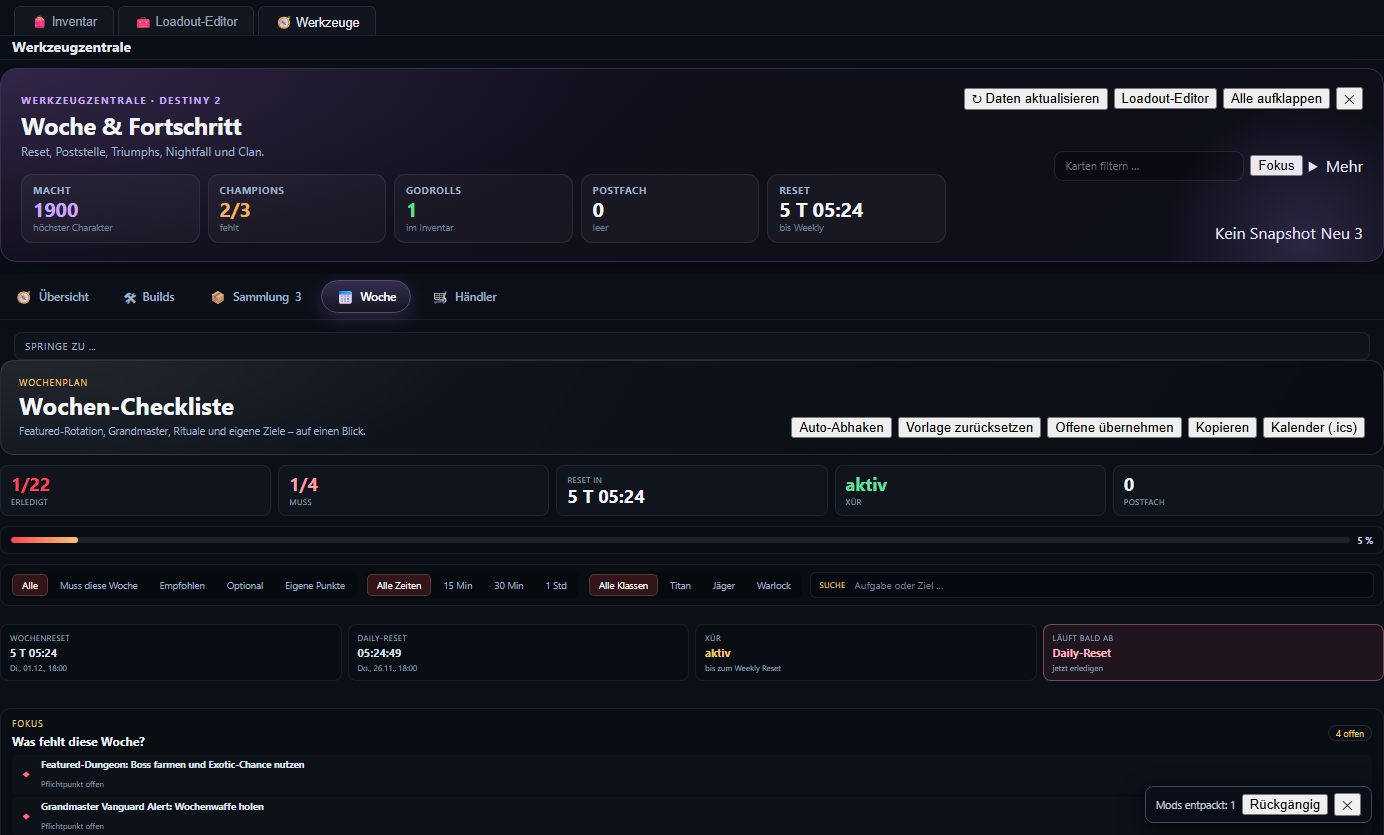 Inventar
Loadout-Editor
Werkzeuge
Werkzeugzentrale
WERKZEUGZENTRALE · DESTINY 2
Woche & Fortschritt
Reset, Poststelle, Triumphs, Nightfall und Clan.
↻ Daten aktualisieren
Loadout-Editor
Alle aufklappen
Karten filtern ...
Fokus
▶ Mehr
MACHT
1900
höchster Charakter
CHAMPIONS
2/3
fehlt
GODROLLS
1
im Inventar
POSTFACH
0
leer
RESET
5 T 05:24
bis Weekly
Kein Snapshot Neu 3
Übersicht
Builds
Sammlung 3
Woche
Händler
SPRINGE ZU ...
WOCHENPLAN
Wochen-Checkliste
Featured-Rotation, Grandmaster, Rituale und eigene Ziele – auf einen Blick.
Auto-Abhaken
Vorlage zurücksetzen
Offene übernehmen
Kopieren
Kalender (.ics)
1/22
ERLEDIGT
1/4
MUSS
RESET IN
5 T 05:24
aktiv
XÜR
0
POSTFACH
5 %
Alle
Muss diese Woche
Empfohlen
Optional
Eigene Punkte
Alle Zeiten
15 Min
30 Min
1 Std
Alle Klassen
Titan
Jäger
Warlock
SUCHE
Aufgabe oder Ziel ...
WOCHENRESET
5 T 05:24
Di., 01.12., 18:00
DAILY-RESET
05:24:49
Do., 26.11., 18:00
XÜR
aktiv
bis zum Weekly Reset
LÄUFT BALD AB
Daily-Reset
jetzt erledigen
FOKUS
Was fehlt diese Woche?
4 offen
Featured-Dungeon: Boss farmen und Exotic-Chance nutzen
Pflichtpunkt offen
Grandmaster Vanguard Alert: Wochenwaffe holen
Pflichtpunkt offen
Mods entpackt: 1
Rückgängig